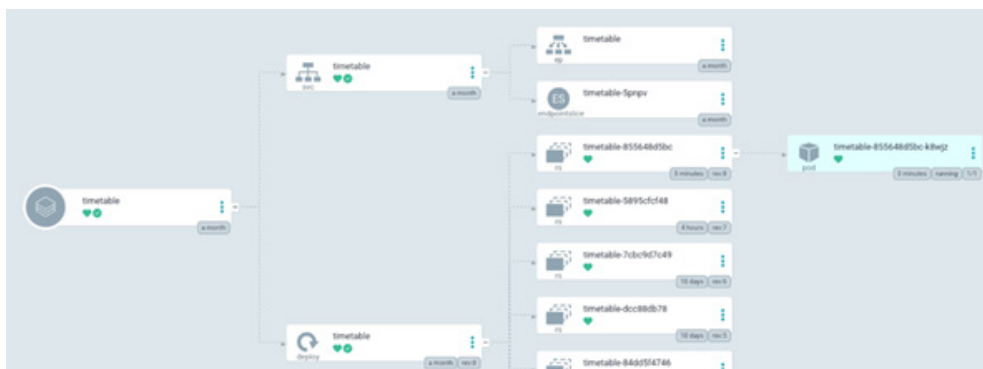 timetable
a month
timetable
svc
a month
timetable
deploy
a month
rev:8
timetable
ep
a month
ES
timetable-5pnpv
endpointslice
a month
timetable-855648d5bc
rs
3 minutes
rev:8
timetable-5895cfcf48
rs
4 hours
rev:7
timetable-7cbc9d7c49
rs
10 days
rev:6
timetable-dcc88db78
rs
10 days
rev:5
timetable-84dd5f4746
timetable-855648d5bc-k8wjz
pod
3 minutes
running
1/1